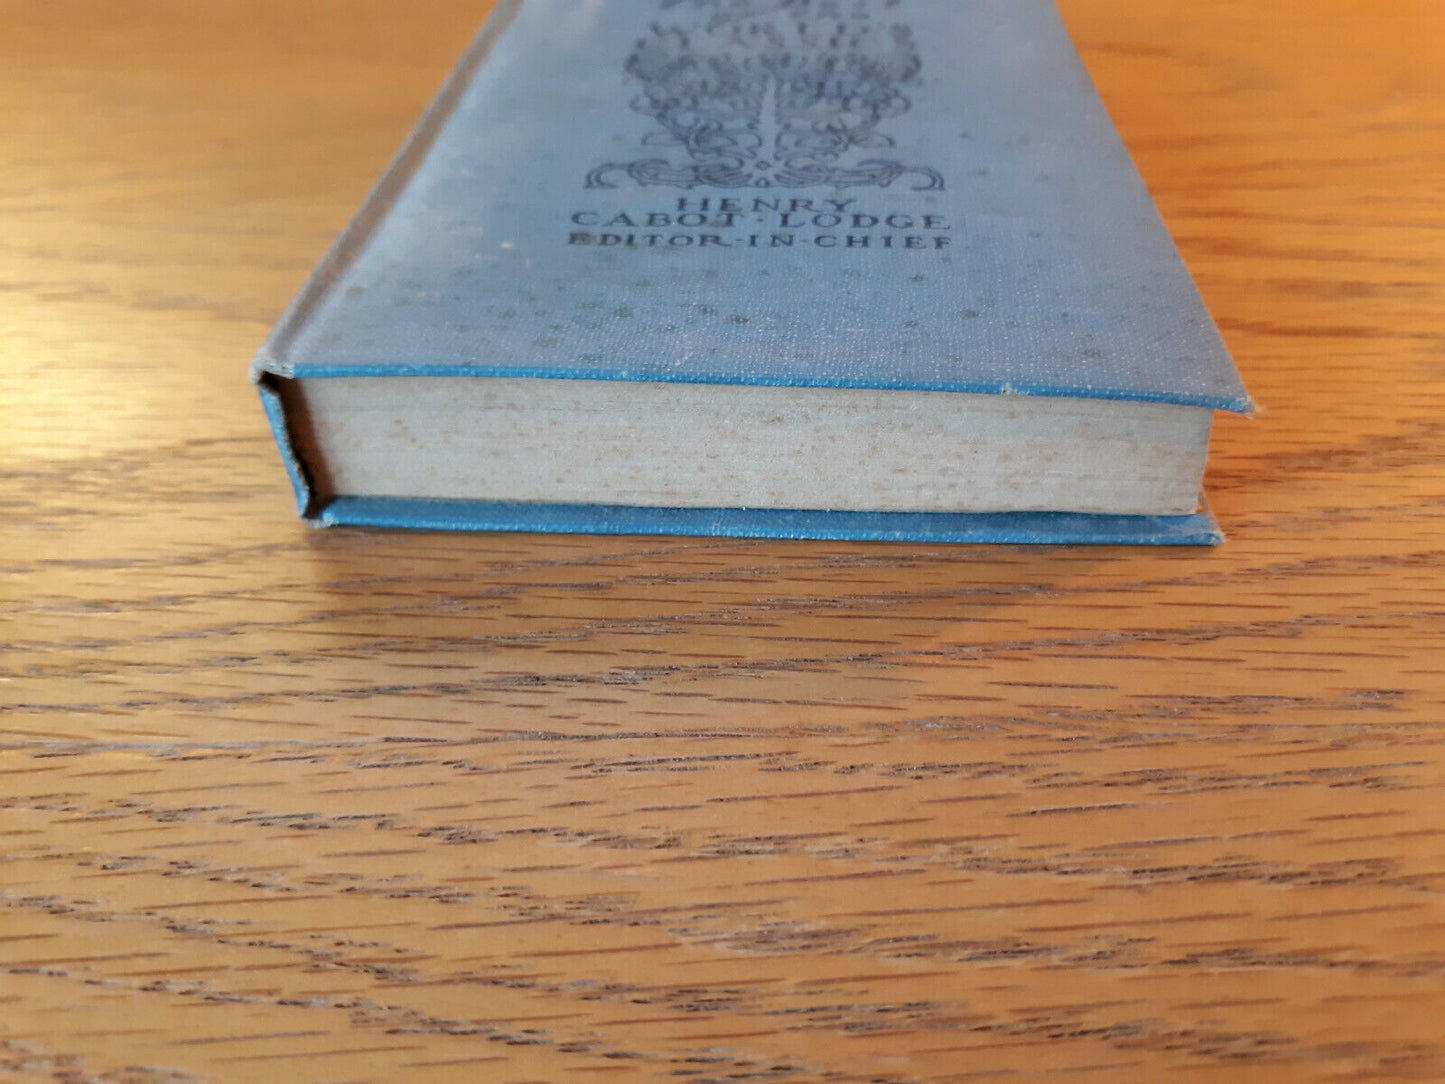 HENRY
CABOT · LODGE
EDITOR-IN-CHIEF